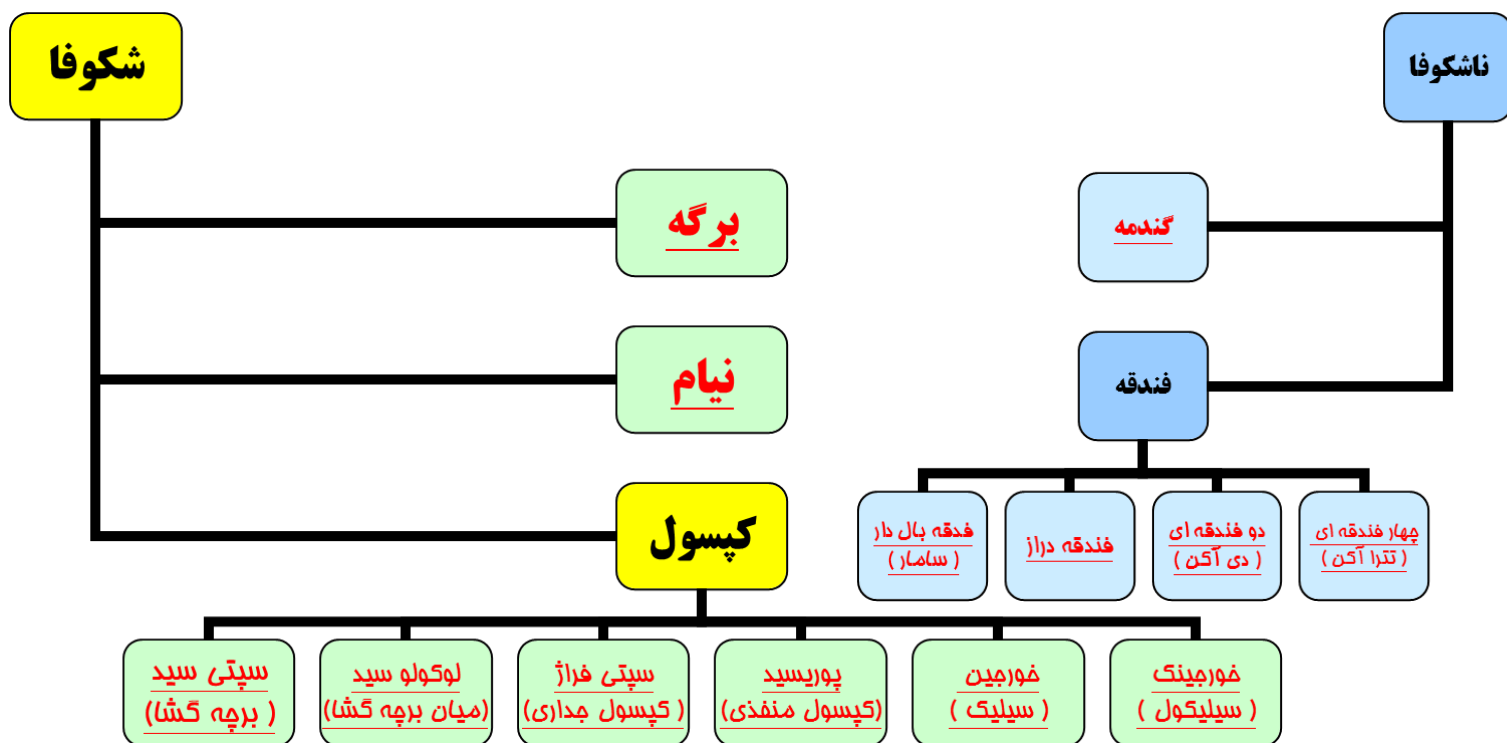 ناشکوفا
شکوفا
گندمه
برگه
فندقه
نیام
کپسول
چهار فندقه ای
( تترا آکن )
دو فندقه ای
( دی آکن )
فندقه دراز
فدقه بال دار
( سامار )
خورجینک
( سیلیکول )
خورجین
( سیلیک )
پوریسید
(کپسول منفذی)
سپتی فراژ
( کپسول جداری)
لوکولو سید
(میان برچه گشا)
سپتی سید
( برچه گشا)